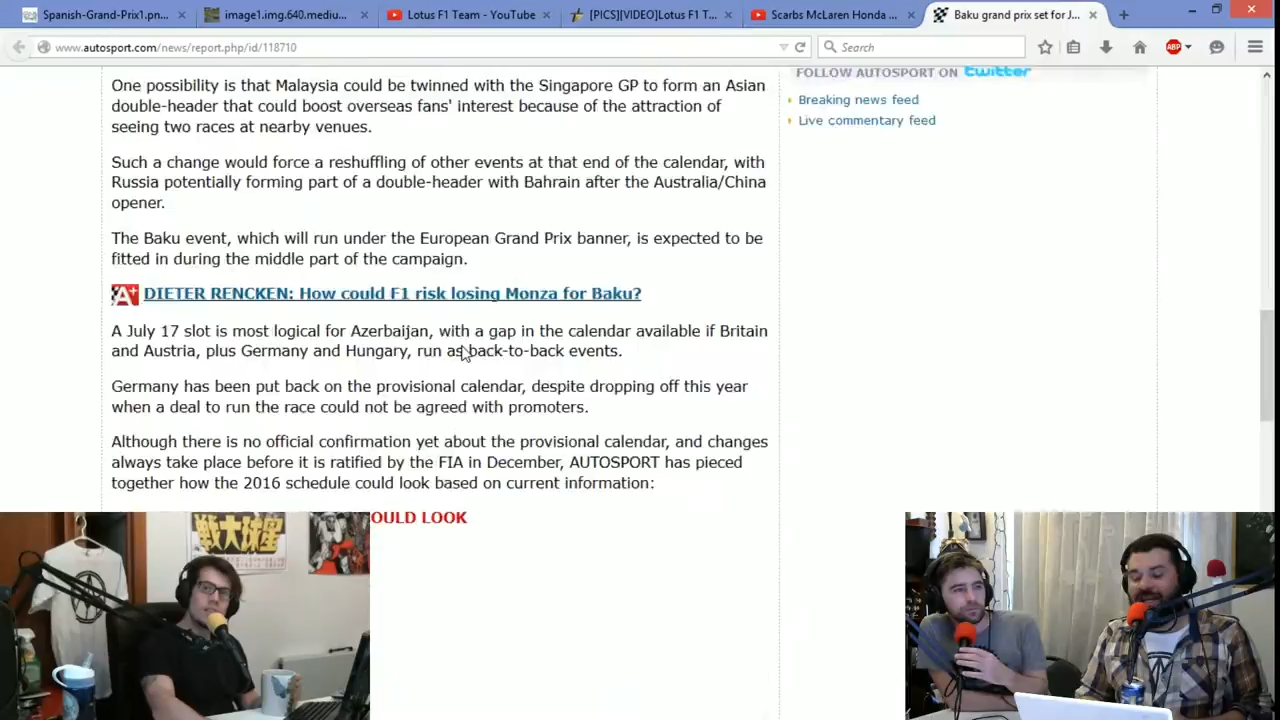 Spanish-Grand-Prix1.pn...
image1.img.640.mediu...
Lotus F1 Team - YouTube
[PICS][VIDEO]Lotus F1 T...
Scarbs McLaren Honda ...
Baku grand prix set for J...
www.autosport.com/news/report.php/id/118710
Search
ABP
One possibility is that Malaysia could be twinned with the Singapore GP to form an Asian
double-header that could boost overseas fans' interest because of the attraction of
seeing two races at nearby venues.
Such a change would force a reshuffling of other events at that end of the calendar, with
Russia potentially forming part of a double-header with Bahrain after the Australia/China
opener.
The Baku event, which will run under the European Grand Prix banner, is expected to be
fitted in during the middle part of the campaign.
A+ DIETER RENCKEN: How could F1 risk losing Monza for Baku?
A July 17 slot is most logical for Azerbaijan, with a gap in the calendar available if Britain
and Austria, plus Germany and Hungary, run as back-to-back events.
Germany has been put back on the provisional calendar, despite dropping off this year
when a deal to run the race could not be agreed with promoters.
Although there is no official confirmation yet about the provisional calendar, and changes
always take place before it is ratified by the FIA in December, AUTOSPORT has pieced
together how the 2016 schedule could look based on current information:
OULD LOOK
FOLLOW AUTOSPORT ON twitter
Breaking news feed
Live commentary feed
戦大球星